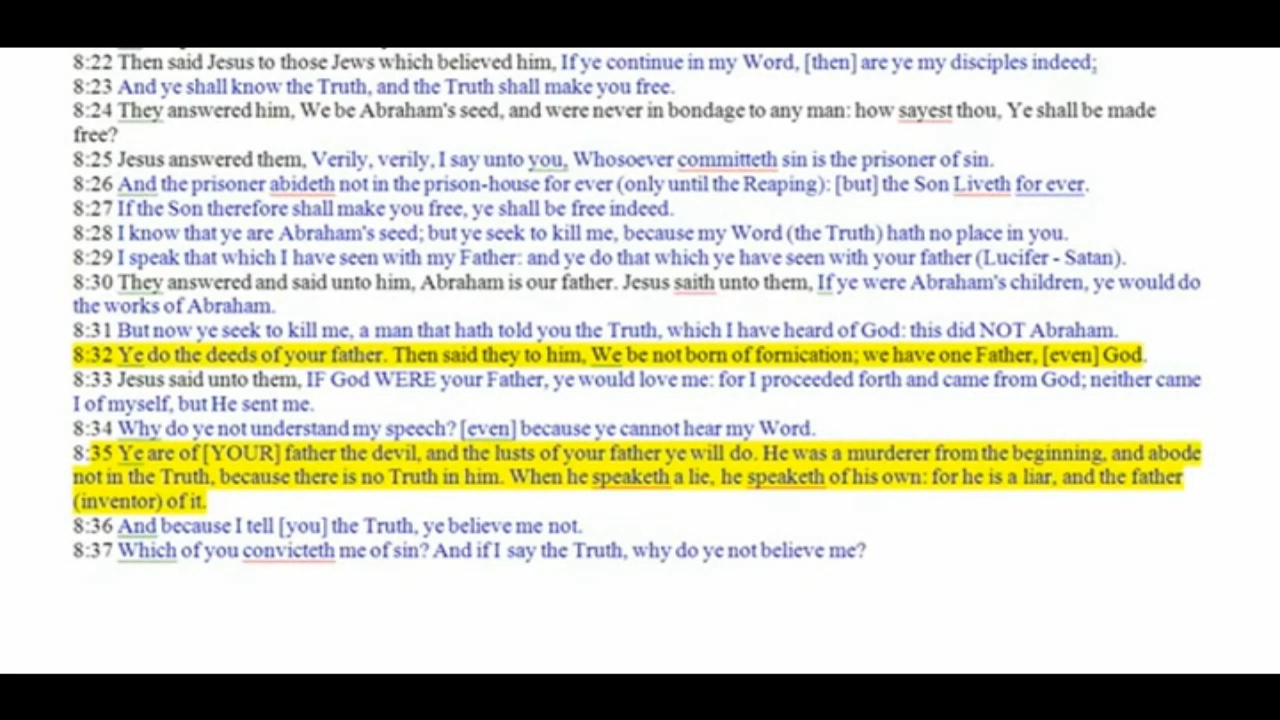 8:22 Then said Jesus to those Jews which believed him, If ye continue in my Word, [then] are ye my disciples indeed;
8:23 And ye shall know the Truth, and the Truth shall make you free.
8:24 They answered him, We be Abraham's seed, and were never in bondage to any man: how sayest thou, Ye shall be made
free?
8:25 Jesus answered them, Verily, verily, I say unto you, Whosoever committeth sin is the prisoner of sin.
8:26 And the prisoner abideth not in the prison-house for ever (only until the Reaping): [but] the Son Liveth for ever.
8:27 If the Son therefore shall make you free, ye shall be free indeed.
8:28 I know that ye are Abraham's seed; but ye seek to kill me, because my Word (the Truth) hath no place in you.
8:29 I speak that which I have seen with my Father: and ye do that which ye have seen with your father (Lucifer - Satan).
8:30 They answered and said unto him, Abraham is our father. Jesus saith unto them, If ye were Abraham's children, ye would do
the works of Abraham.
8:31 But now ye seek to kill me, a man that hath told you the Truth, which I have heard of God: this did NOT Abraham.
8:32 Ye do the deeds of your father. Then said they to him, We be not born of fornication; we have one Father, [even] God.
8:33 Jesus said unto them, IF God WERE your Father, ye would love me: for I proceeded forth and came from God; neither came
I of myself, but He sent me.
8:34 Why do ye not understand my speech? [even] because ye cannot hear my Word.
8:35 Ye are of [YOUR] father the devil, and the lusts of your father ye will do. He was a murderer from the beginning, and abode
not in the Truth, because there is no Truth in him. When he speaketh a lie, he speaketh of his own: for he is a liar, and the father
(inventor) of it.
8:36 And because I tell [you] the Truth, ye believe me not.
8:37 Which of you convicteth me of sin? And if I say the Truth, why do ye not believe me?